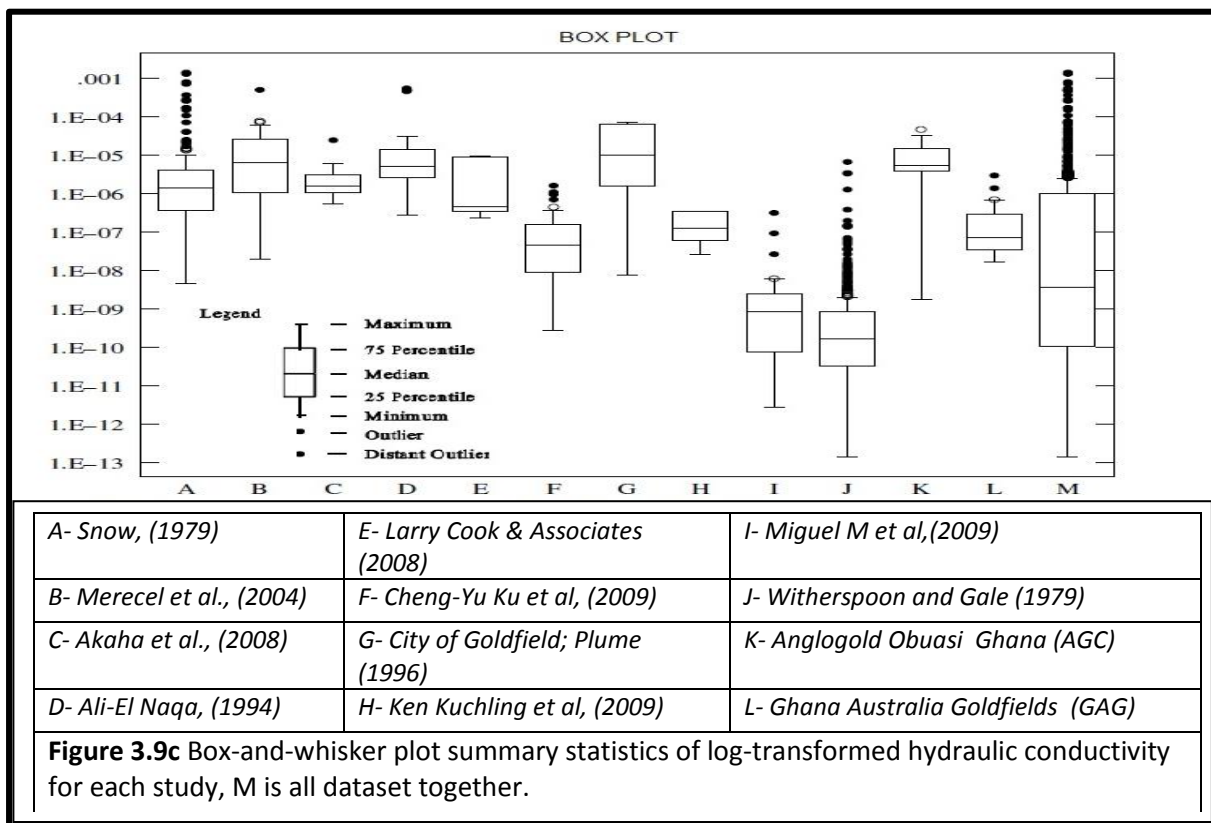 BOX PLOT
.001
1.E−04
1.E−05
1.E−06
1.E−07
1.E−08
1.E−09
1.E−10
1.E−11
1.E−12
1.E−13
Legend
Maximum
75 Percentile
Median
25 Percentile
Minimum
Outlier
Distant Outlier
A B C D E F G H I J K L M
A- Snow, (1979)
E- Larry Cook & Associates
(2008)
I- Miguel M et al,(2009)
B- Merecel et al., (2004)
F- Cheng-Yu Ku et al, (2009)
J- Witherspoon and Gale (1979)
C- Akaha et al., (2008)
G- City of Goldfield; Plume
(1996)
K- Anglogold Obuasi Ghana (AGC)
D- Ali-El Naqa, (1994)
H- Ken Kuchling et al, (2009)
L- Ghana Australia Goldfields (GAG)
Figure 3.9c Box-and-whisker plot summary statistics of log-transformed hydraulic conductivity
for each study, M is all dataset together.